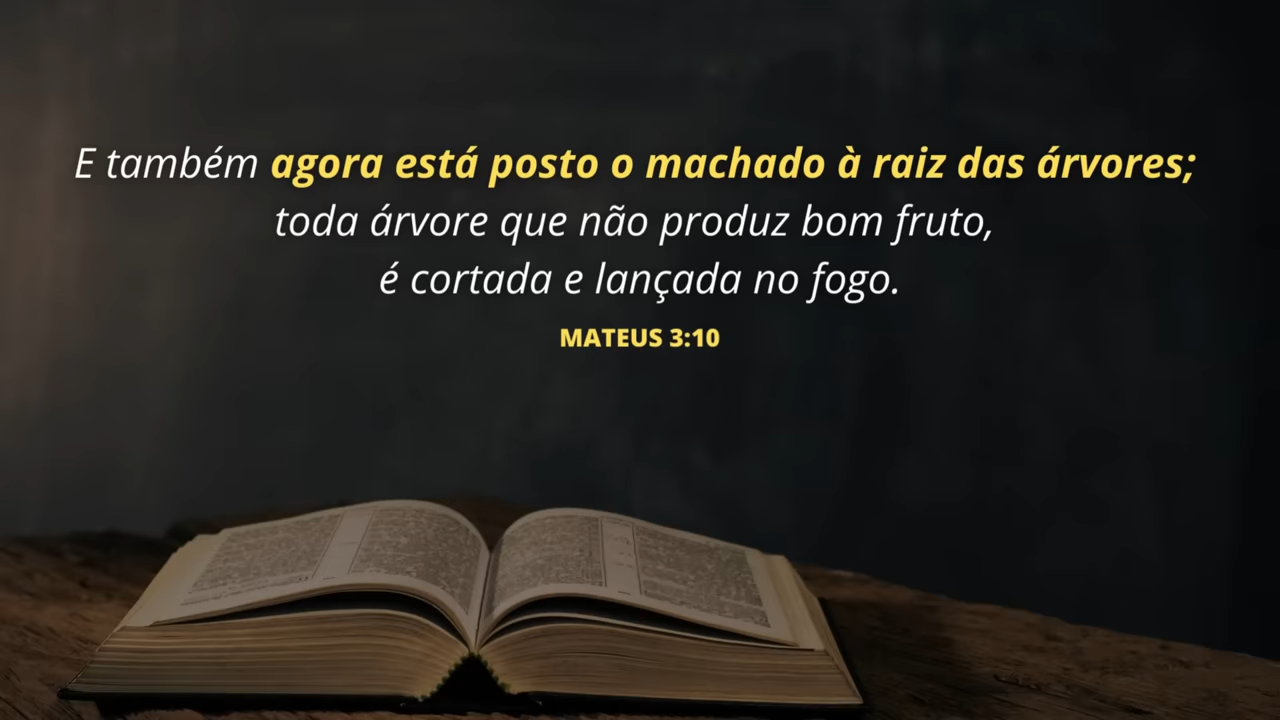 E também agora está posto o machado à raiz das árvores;
toda árvore que não produz bom fruto,
é cortada e lançada no fogo.
MATEUS 3:10